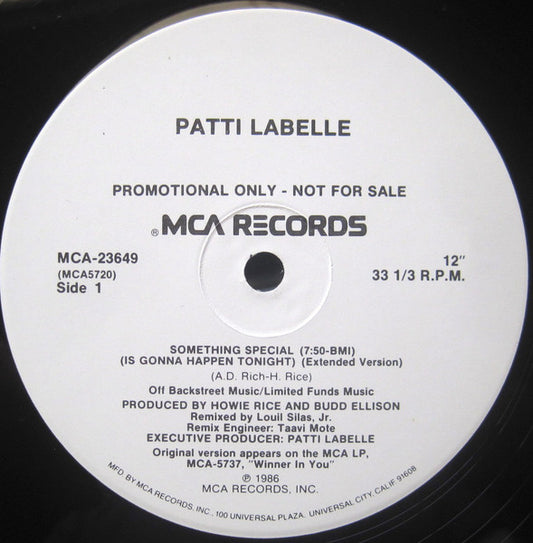 PATTI LABELLE
PROMOTIONAL ONLY - NOT FOR SALE
® MCA RECORDS
MCA-23649
(MCA5720)
Side 1
12"
33 1/3 R.P.M.
SOMETHING SPECIAL (7:50-BMI)
(IS GONNA HAPPEN TONIGHT) (Extended Version)
(A.D. Rich-H. Rice)
Off Backstreet Music/Limited Funds Music
PRODUCED BY HOWIE RICE AND BUDD ELLISON
Remixed by Louil Silas, Jr.
Remix Engineer: Taavi Mote
EXECUTIVE PRODUCER: PATTI LABELLE
Original version appears on the MCA LP,
MCA-5737, "Winner In You"
℗ 1986
MCA RECORDS, INC.
MFD. BY MCA RECORDS, INC., 100 UNIVERSAL PLAZA, UNIVERSAL CITY, CALIF 91608